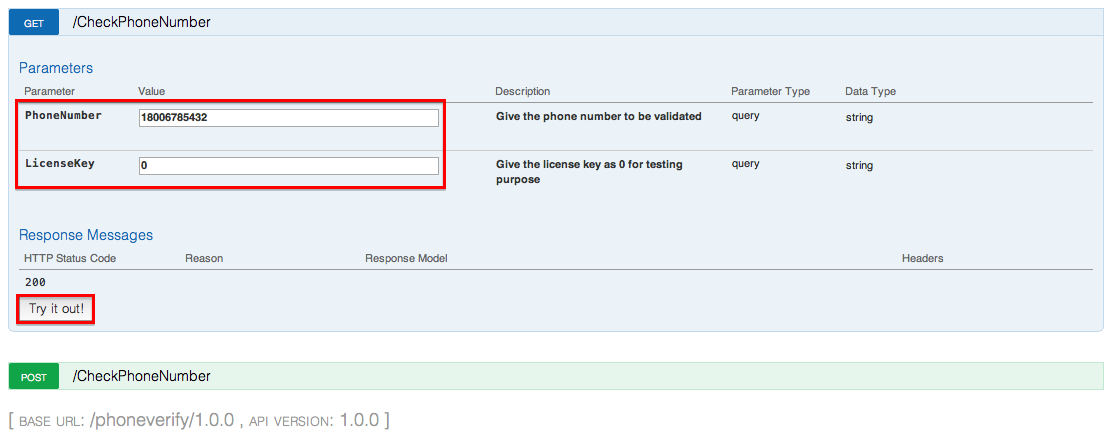 GET /CheckPhoneNumber
Parameters
Parameter Value Description Parameter Type Data Type
PhoneNumber 18006785432 Give the phone number to be validated query string
LicenseKey 0 Give the license key as 0 for testing query string
purpose
Response Messages
HTTP Status Code Reason Response Model Headers
200
Try it out!
POST /CheckPhoneNumber
[ BASE URL: /phoneverify/1.0.0 , API VERSION: 1.0.0 ]